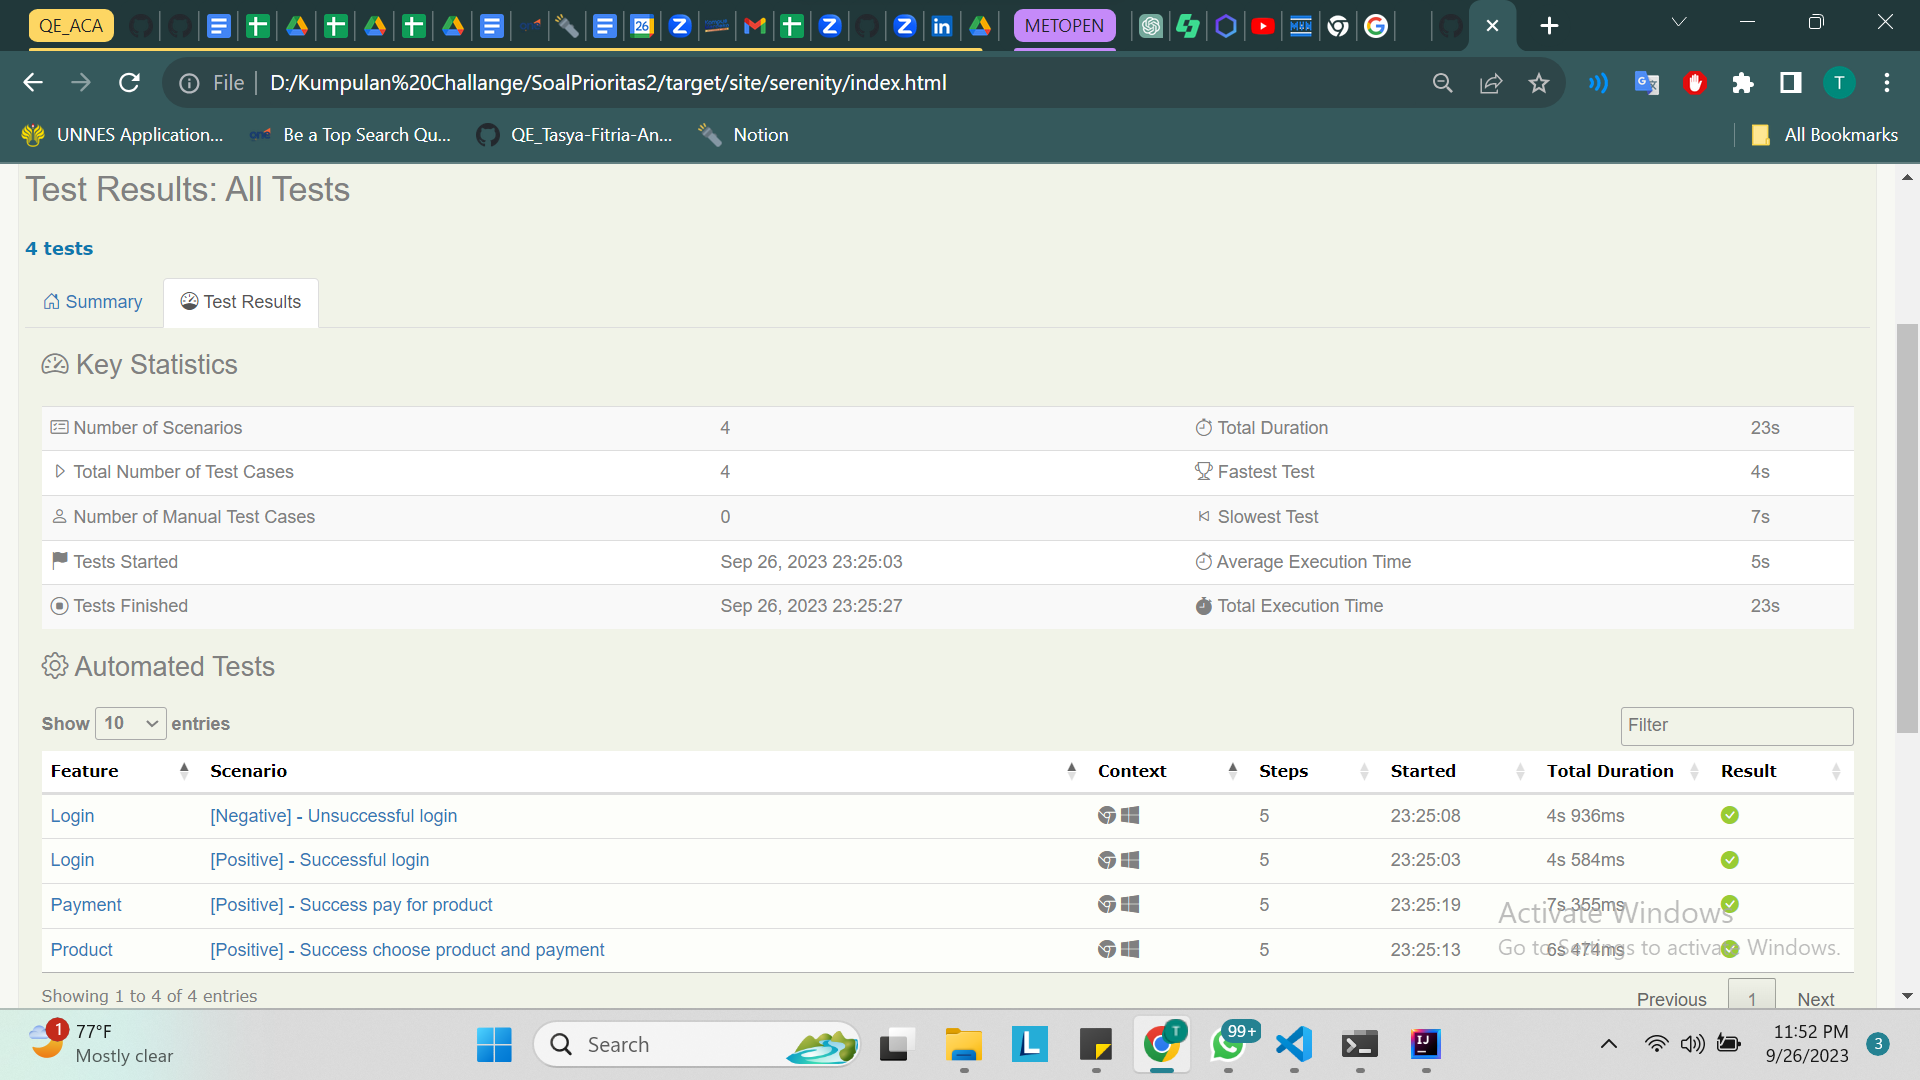 QE_ACA
26
METOPEN
File
D:/Kumpulan%20Challange/SoalPrioritas2/target/site/serenity/index.html
T
UNNES Application...
one
Be a Top Search Qu...
QE_Tasya-Fitria-An...
Notion
All Bookmarks
Test Results: All Tests
4 tests
Summary
Test Results
Key Statistics
Number of Scenarios 4 Total Duration 23s
Total Number of Test Cases 4 Fastest Test 4s
Number of Manual Test Cases 0 Slowest Test 7s
Tests Started Sep 26, 2023 23:25:03 Average Execution Time 5s
Tests Finished Sep 26, 2023 23:25:27 Total Execution Time 23s
Automated Tests
Show 10 entries
Filter
Feature Scenario Context Steps Started Total Duration Result
Login [Negative] - Unsuccessful login 5 23:25:08 4s 936ms
Login [Positive] - Successful login 5 23:25:03 4s 584ms
Payment [Positive] - Success pay for product 5 23:25:19 7s 355ms
Product [Positive] - Success choose product and payment 5 23:25:13 6s 474ms
Activate Windows
Go to Settings to activate Windows.
Showing 1 to 4 of 4 entries
Previous 1 Next
1
77°F
Mostly clear
Search
L
T
99+
IJ
11:52 PM
9/26/2023
3